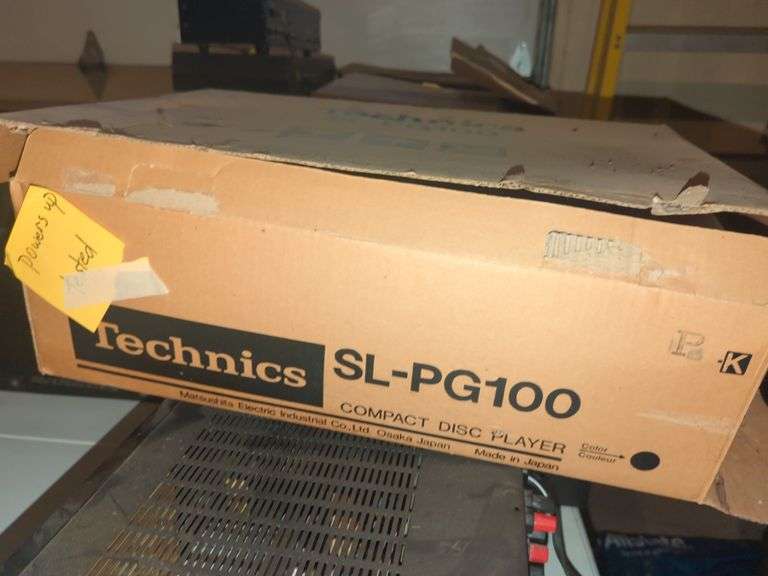 Technics
Powers up
Tested
Technics SL-PG100
COMPACT DISC PLAYER
Matsushita Electric Industrial Co., Ltd. Osaka Japan
Made in Japan
Color
Couleur
P
-K